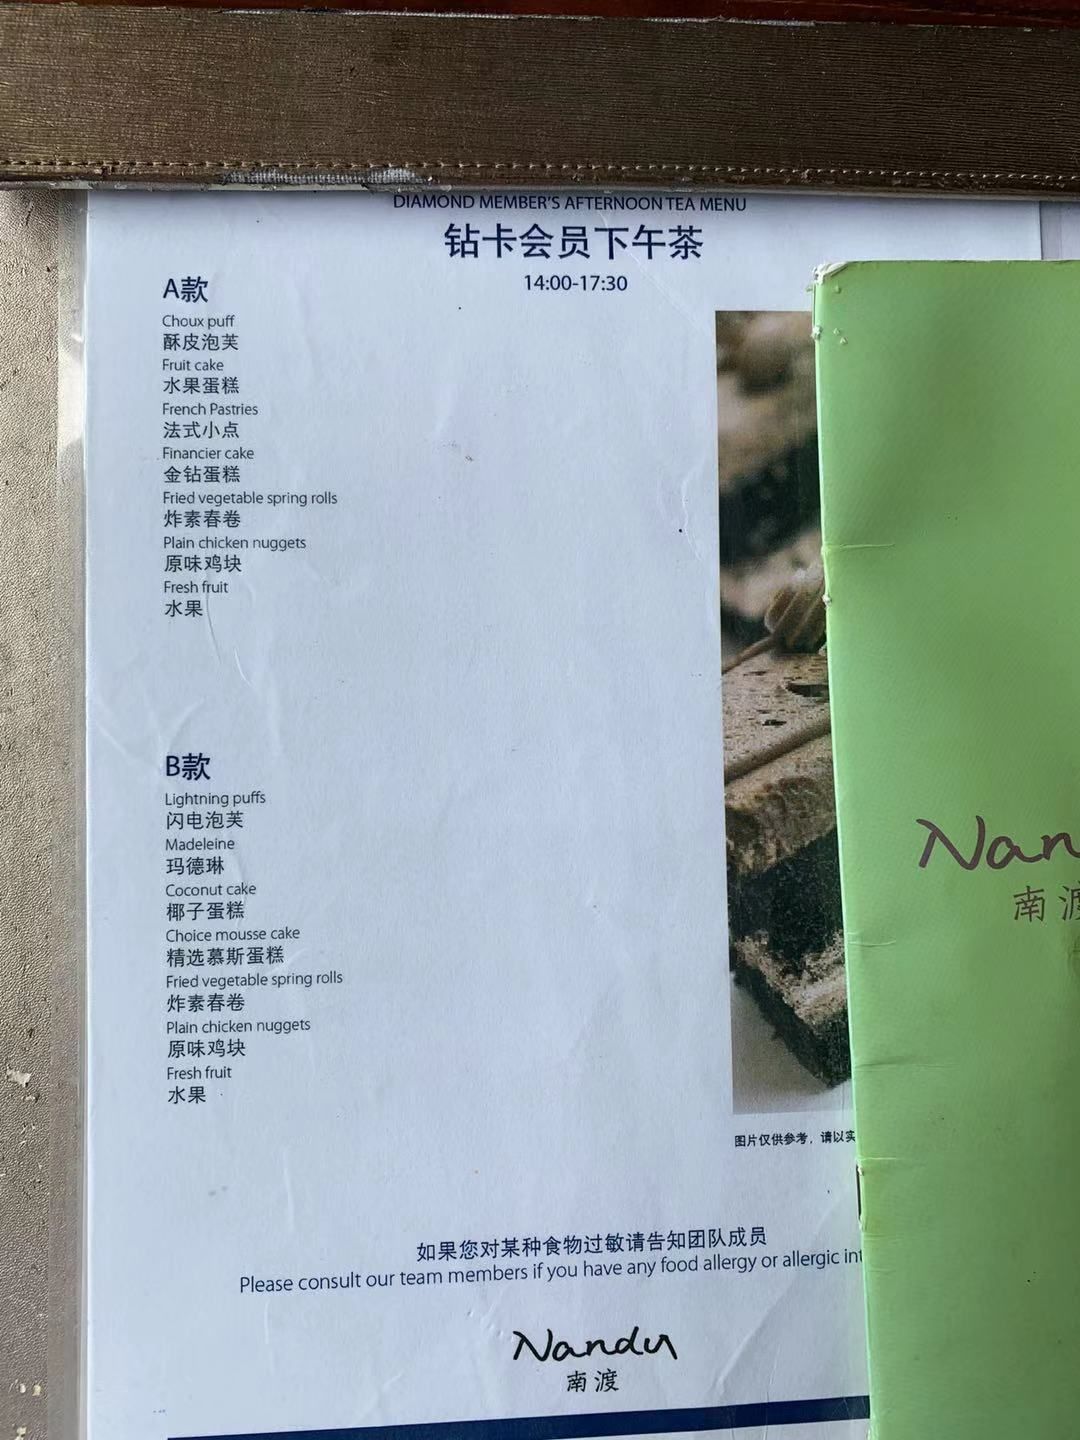 DIAMOND MEMBER'S AFTERNOON TEA MENU
钻卡会员下午茶
14:00-17:30
A款
Choux puff
酥皮泡芙
Fruit cake
水果蛋糕
French Pastries
法式小点
Financier cake
金钻蛋糕
Fried vegetable spring rolls
炸素春卷
Plain chicken nuggets
原味鸡块
Fresh fruit
水果
B款
Lightning puffs
闪电泡芙
Madeleine
玛德琳
Coconut cake
椰子蛋糕
Choice mousse cake
精选慕斯蛋糕
Fried vegetable spring rolls
炸素春卷
Plain chicken nuggets
原味鸡块
Fresh fruit
水果
图片仅供参考，请以实
如果您对某种食物过敏请告知团队成员
Please consult our team members if you have any food allergy or allergic
Nandu
南渡
Nan
南渡